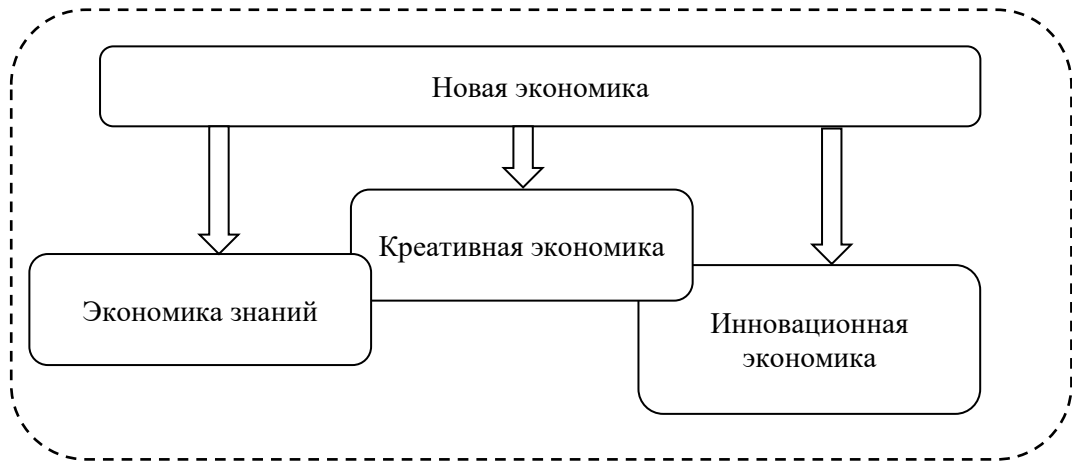 Новая экономика
Креативная экономика
Экономика знаний
Инновационная
экономика